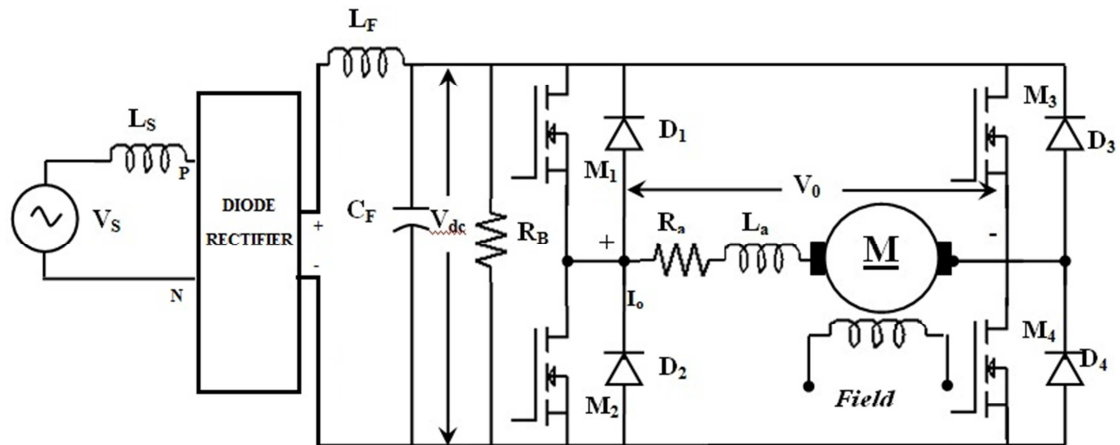 L_F
L_S
P
V_S
DIODE
RECTIFIER
N
+
-
C_F
V_dc
R_B
M_1
D_1
M_3
D_3
V_0
+
R_a
L_a
M
-
I_o
M_2
D_2
M_4
D_4
Field